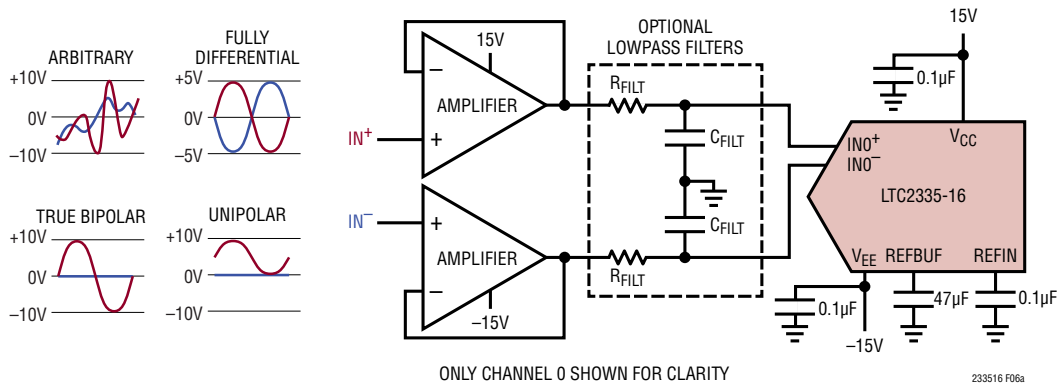 ARBITRARY
+10V
0V
–10V
FULLY
DIFFERENTIAL
+5V
0V
–5V
TRUE BIPOLAR
+10V
0V
–10V
UNIPOLAR
+10V
0V
–10V
15V
–
AMPLIFIER
IN+
+
IN–
+
AMPLIFIER
–
–15V
OPTIONAL
LOWPASS FILTERS
RFILT
CFILT
CFILT
RFILT
15V
0.1µF
IN0+
IN0–
VCC
LTC2335-16
VEE
REFBUF
REFIN
0.1µF
47µF
0.1µF
–15V
ONLY CHANNEL 0 SHOWN FOR CLARITY
233516 F06a